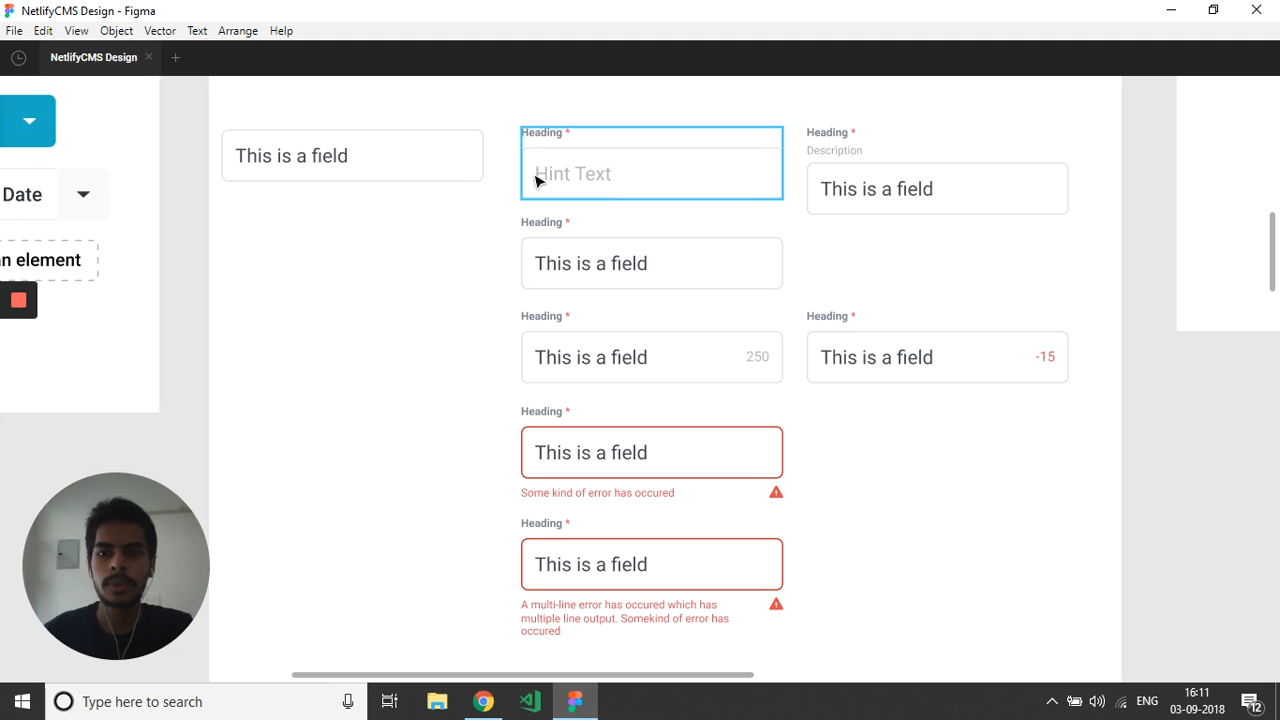 NetlifyCMS Design - Figma
File Edit View Object Vector Text Arrange Help
NetlifyCMS Design
Date
an element
This is a field
Heading *
Hint Text
Heading *
Description
This is a field
Heading *
This is a field
Heading *
This is a field 250
Heading *
This is a field -15
Heading *
This is a field
Some kind of error has occured
Heading *
This is a field
A multi-line error has occured which has
multiple line output. Somekind of error has
occured
Type here to search
ENG
16:11
03-09-2018
12